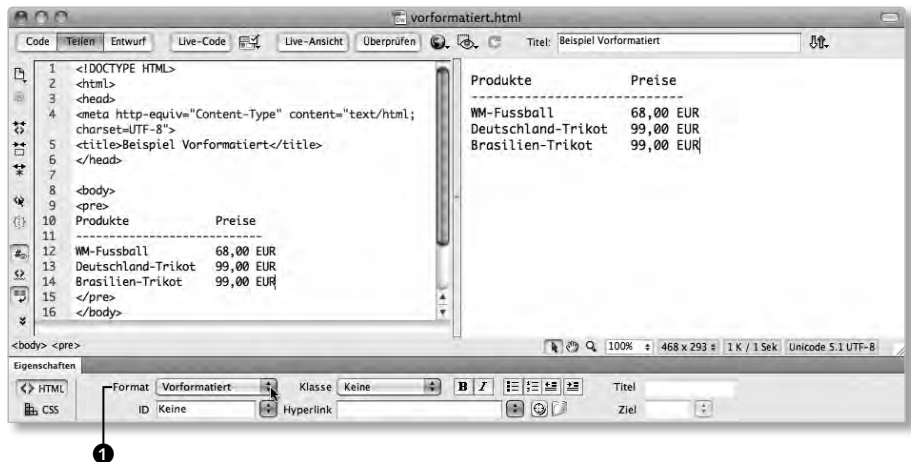 vorformatiert.html
Code Teilen Entwurf Live-Code Live-Ansicht Überprüfen Titel: Beispiel Vorformatiert
1 <!DOCTYPE HTML>
2 <html>
3 <head>
4 <meta http-equiv="Content-Type" content="text/html;
charset=UTF-8">
5 <title>Beispiel Vorformatiert</title>
6 </head>
7
8 <body>
9 <pre>
10 Produkte Preise
11 -----------------------------
12 WM-Fussball 68,00 EUR
13 Deutschland-Trikot 99,00 EUR
14 Brasilien-Trikot 99,00 EUR
15 </pre>
16 </body>
Produkte Preise
-----------------------------
WM-Fussball 68,00 EUR
Deutschland-Trikot 99,00 EUR
Brasilien-Trikot 99,00 EUR
<body> <pre> 100% 468 x 293 1 K / 1 Sek Unicode 5.1 UTF-8
Eigenschaften
<> HTML Format Vorformatiert Klasse Keine B I Titel
CSS ID Keine Hyperlink Ziel
1